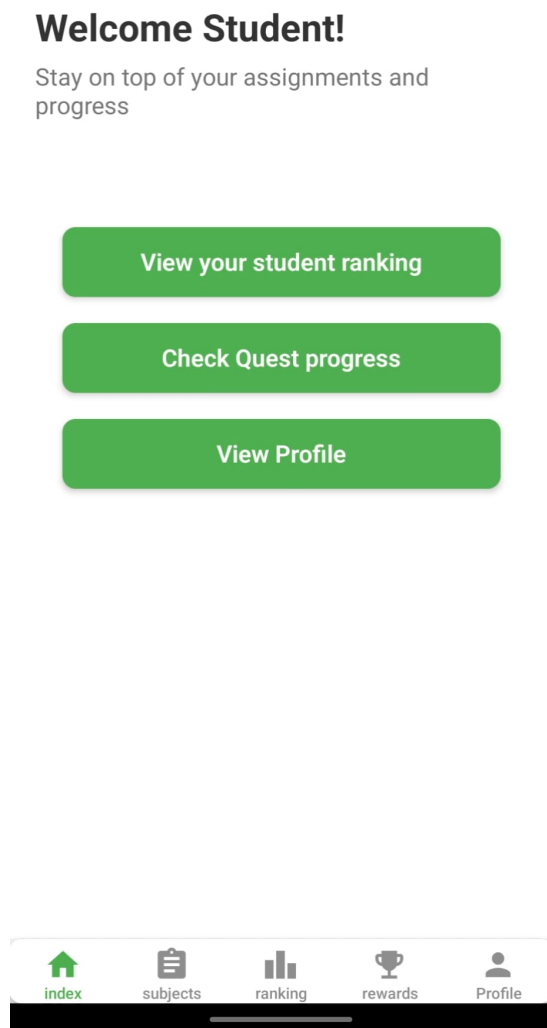 Welcome Student!
Stay on top of your assignments and
progress
View your student ranking
Check Quest progress
View Profile
index
subjects
ranking
rewards
Profile